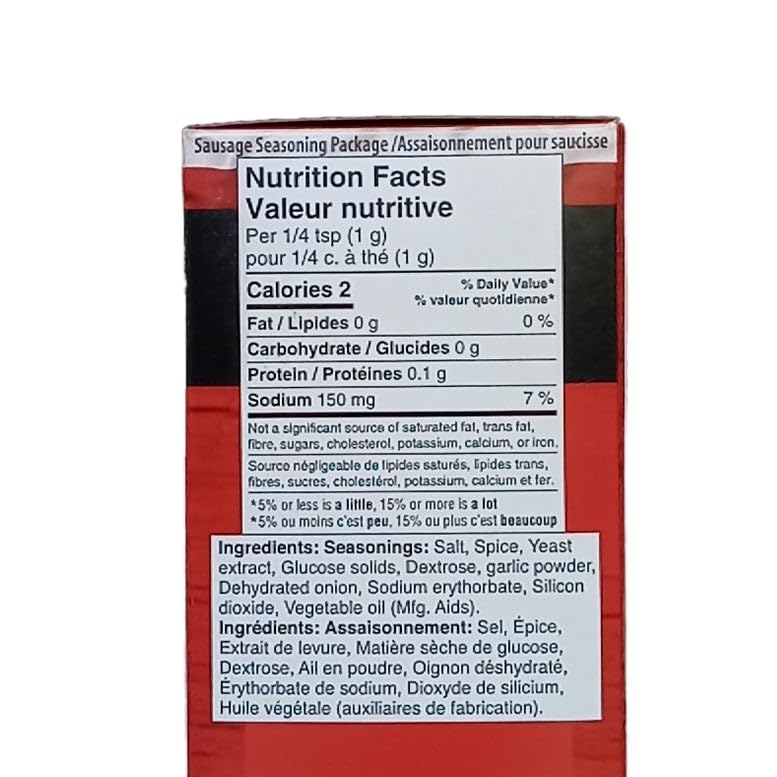 Sausage Seasoning Package /Assaisonnement pour saucisse
Nutrition Facts
Valeur nutritive
Per 1/4 tsp (1 g)
pour 1/4 c. à thé (1 g)
Calories 2
% Daily Value*
% valeur quotidienne*
Fat / Lipides 0 g 0 %
Carbohydrate / Glucides 0 g
Protein / Protéines 0.1 g
Sodium 150 mg 7 %
Not a significant source of saturated fat, trans fat,
fibre, sugars, cholesterol, potassium, calcium, or iron.
Source négligeable de lipides saturés, lipides trans,
fibres, sucres, cholestérol, potassium, calcium et fer.
*5% or less is a little, 15% or more is a lot
*5% ou moins c'est peu, 15% ou plus c'est beaucoup
Ingredients: Seasonings: Salt, Spice, Yeast
extract, Glucose solids, Dextrose, garlic powder,
Dehydrated onion, Sodium erythorbate, Silicon
dioxide, Vegetable oil (Mfg. Aids).
Ingrédients: Assaisonnement: Sel, Épice,
Extrait de levure, Matière sèche de glucose,
Dextrose, Ail en poudre, Oignon déshydraté,
Érythorbate de sodium, Dioxyde de silicium,
Huile végétale (auxiliaires de fabrication).